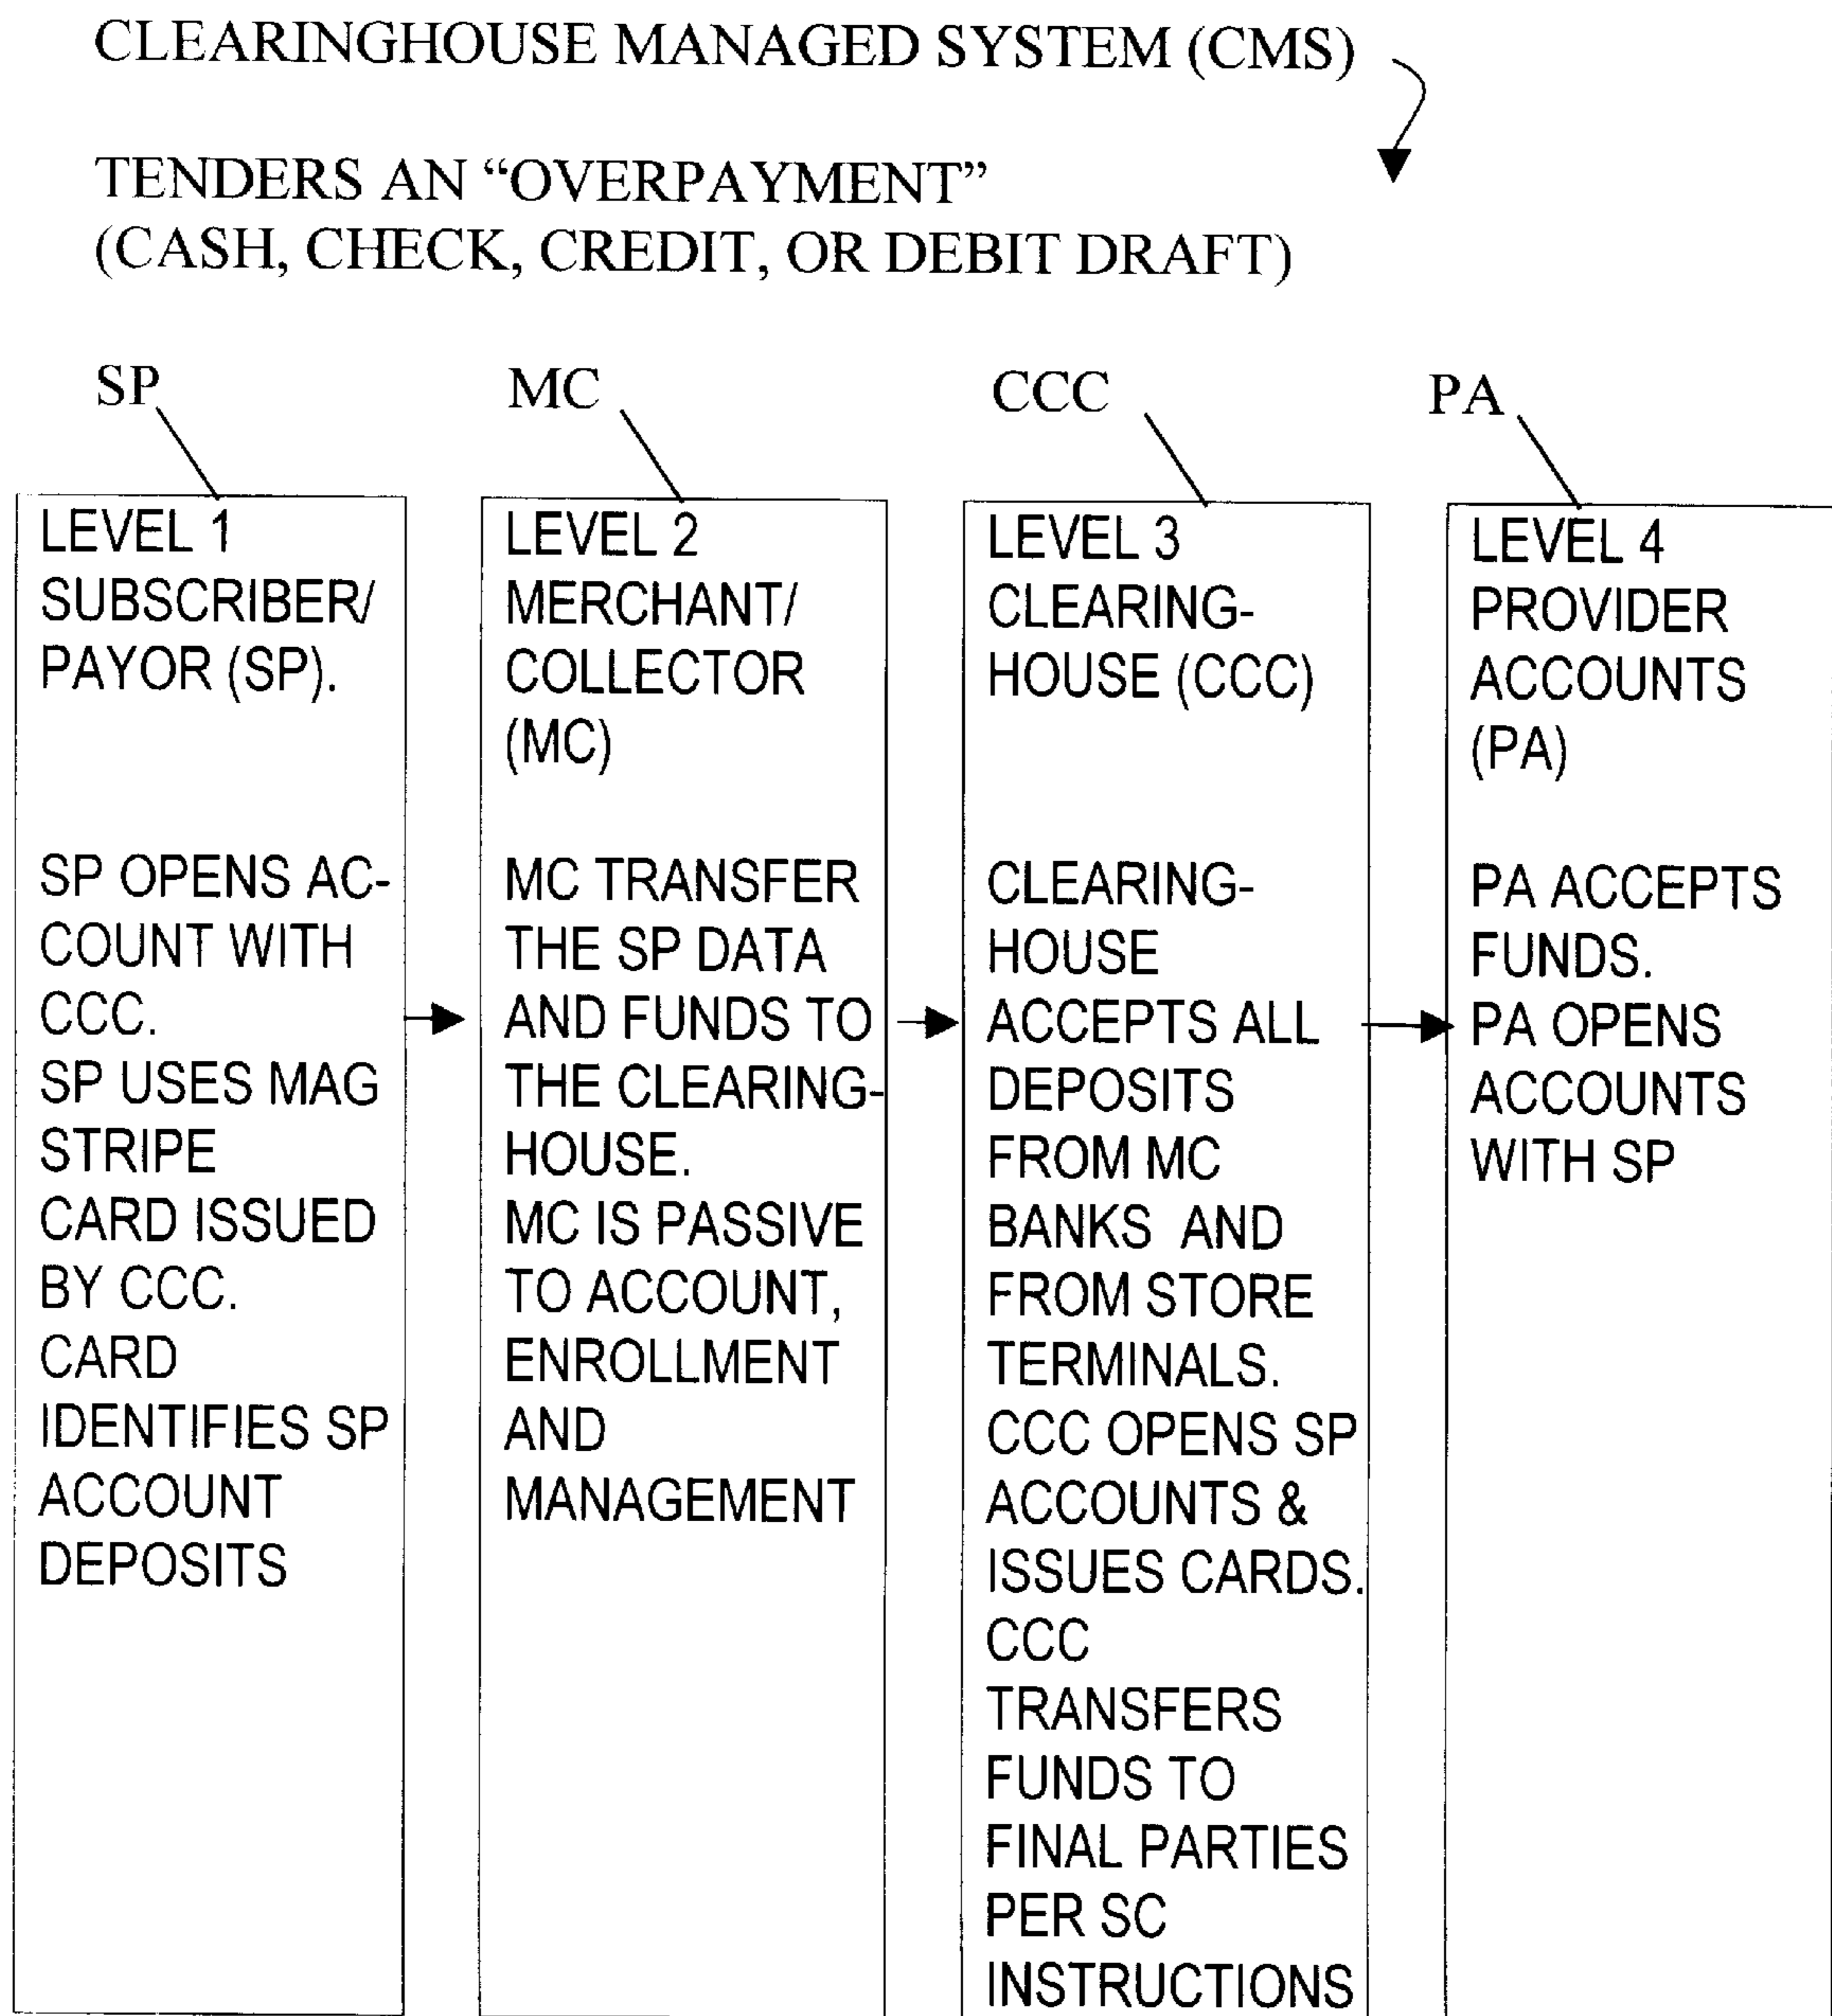 CLEARINGHOUSE MANAGED SYSTEM (CMS)
TENDERS AN “OVERPAYMENT”
(CASH, CHECK, CREDIT, OR DEBIT DRAFT)
SP
MC
CCC
PA
LEVEL 1
SUBSCRIBER/
PAYOR (SP).
SP OPENS AC-
COUNT WITH
CCC.
SP USES MAG
STRIPE
CARD ISSUED
BY CCC.
CARD
IDENTIFIES SP
ACCOUNT
DEPOSITS
LEVEL 2
MERCHANT/
COLLECTOR
(MC)
MC TRANSFER
THE SP DATA
AND FUNDS TO
THE CLEARING-
HOUSE.
MC IS PASSIVE
TO ACCOUNT,
ENROLLMENT
AND
MANAGEMENT
LEVEL 3
CLEARING-
HOUSE (CCC)
CLEARING-
HOUSE
ACCEPTS ALL
DEPOSITS
FROM MC
BANKS AND
FROM STORE
TERMINALS.
CCC OPENS SP
ACCOUNTS &
ISSUES CARDS.
CCC
TRANSFERS
FUNDS TO
FINAL PARTIES
PER SC
INSTRUCTIONS
LEVEL 4
PROVIDER
ACCOUNTS
(PA)
PA ACCEPTS
FUNDS.
PA OPENS
ACCOUNTS
WITH SP